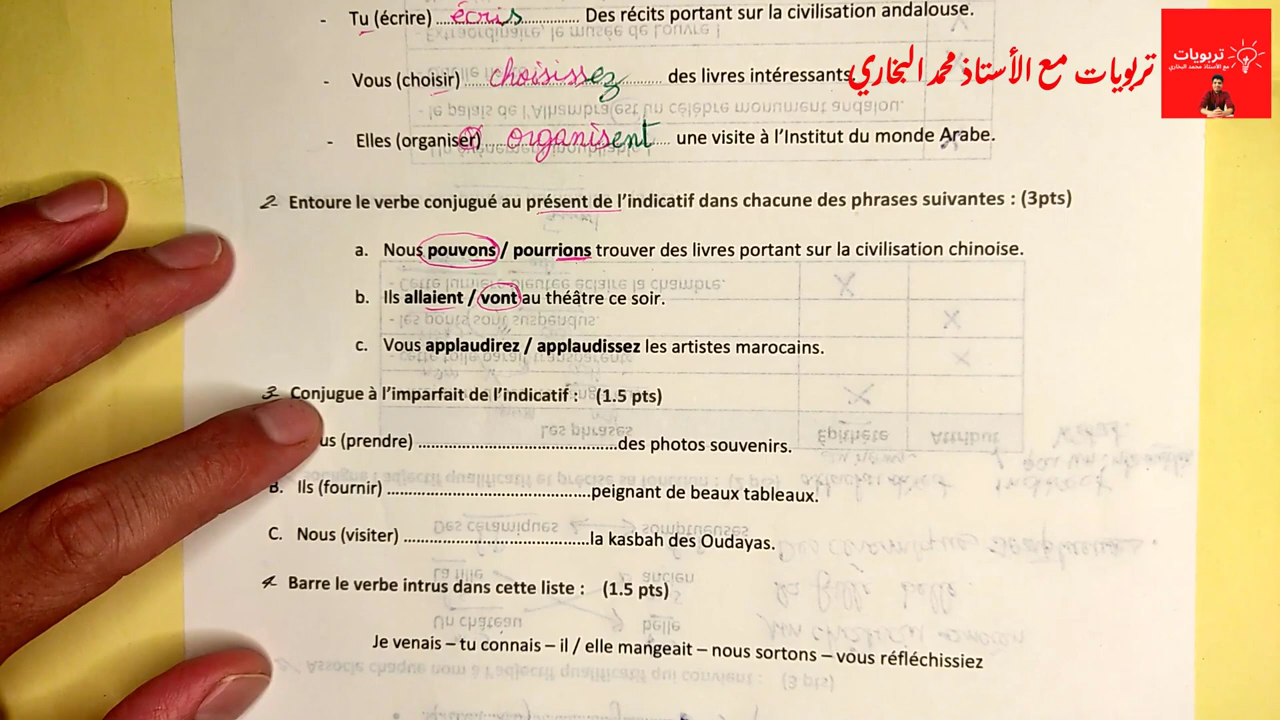 - Tu (écrire) ....écris.............. Des récits portant sur la civilisation andalouse.
- Vous (choisir) ......choisissez........... des livres intéressants
تربويات مع الأستاذ محمد البخاري
تربويات
مع الأستاذ محمد البخاري
- Elles (organiser) .....organisent..... une visite à l'Institut du monde Arabe.
2- Entoure le verbe conjugué au présent de l'indicatif dans chacune des phrases suivantes : (3pts)
a. Nous pouvons / pourrions trouver des livres portant sur la civilisation chinoise.
b. Ils allaient / vont au théâtre ce soir.
c. Vous applaudirez / applaudissez les artistes marocains.
3- Conjugue à l'imparfait de l'indicatif : (1.5 pts)
us (prendre) ..........................................des photos souvenirs.
B. Ils (fournir) ...........................................peignant de beaux tableaux.
C. Nous (visiter) .......................................la kasbah des Oudayas.
4- Barre le verbe intrus dans cette liste : (1.5 pts)
Je venais – tu connais – il / elle mangeait – nous sortons – vous réfléchissiez